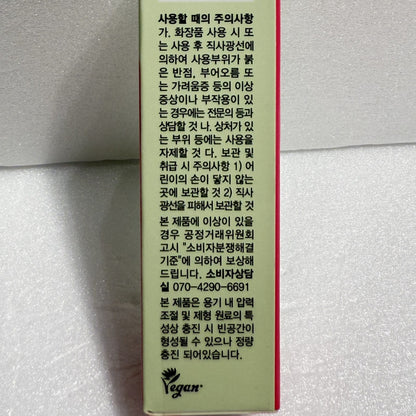 사용할 때의 주의사항
가. 화장품 사용 시 또
는 사용 후 직사광선에
의하여 사용부위가 붉
은 반점, 부어오름 또
는 가려움증 등의 이상
증상이나 부작용이 있
는 경우에는 전문의 등과
상담할 것 나. 상처가 있
는 부위 등에는 사용을
자제할 것 다. 보관 및
취급 시 주의사항 1) 어
린이의 손이 닿지 않는
곳에 보관할 것 2) 직사
광선을 피해서 보관할 것
본 제품에 이상이 있을
경우 공정거래위원회
고시 "소비자분쟁해결
기준"에 의하여 보상해
드립니다. 소비자상담
실 070-4290-6691
본 제품은 용기 내 압력
조절 및 제형 원료의 특
성상 충진 시 빈공간이
형성될 수 있으나 정량
충진 되어있습니다.
Vegan